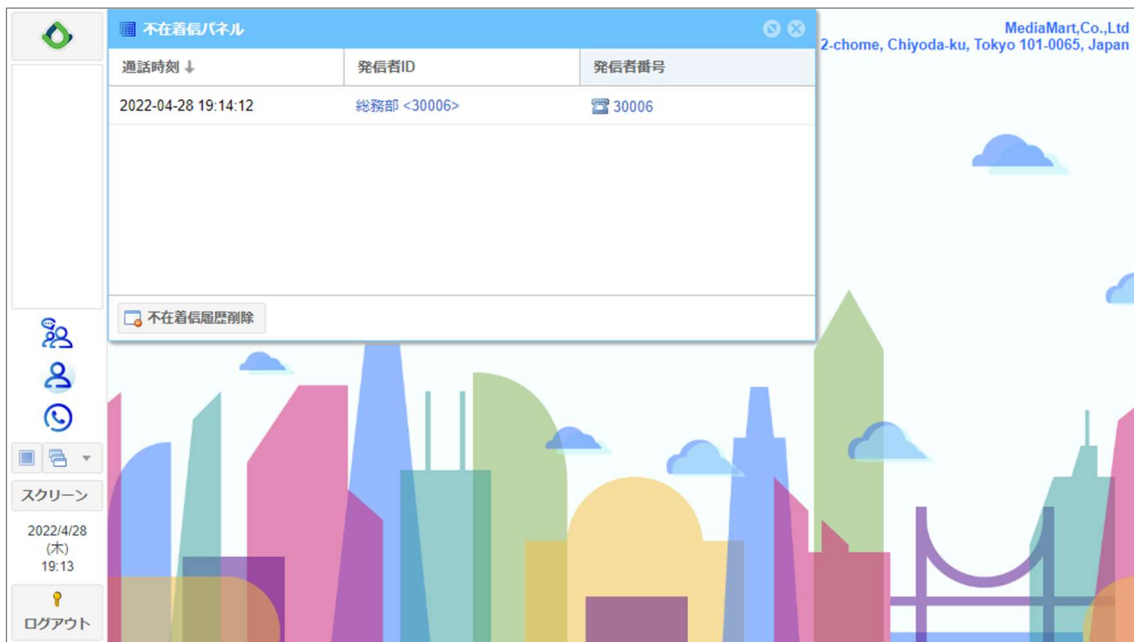 不在着信パネル
MediaMart,Co.,Ltd
2-chome, Chiyoda-ku, Tokyo 101-0065, Japan
通話時刻↓ 発信者ID 発信者番号
2022-04-28 19:14:12 総務部 <30006> 30006
不在着信履歴削除
スクリーン
2022/4/28
(木)
19:13
ログアウト